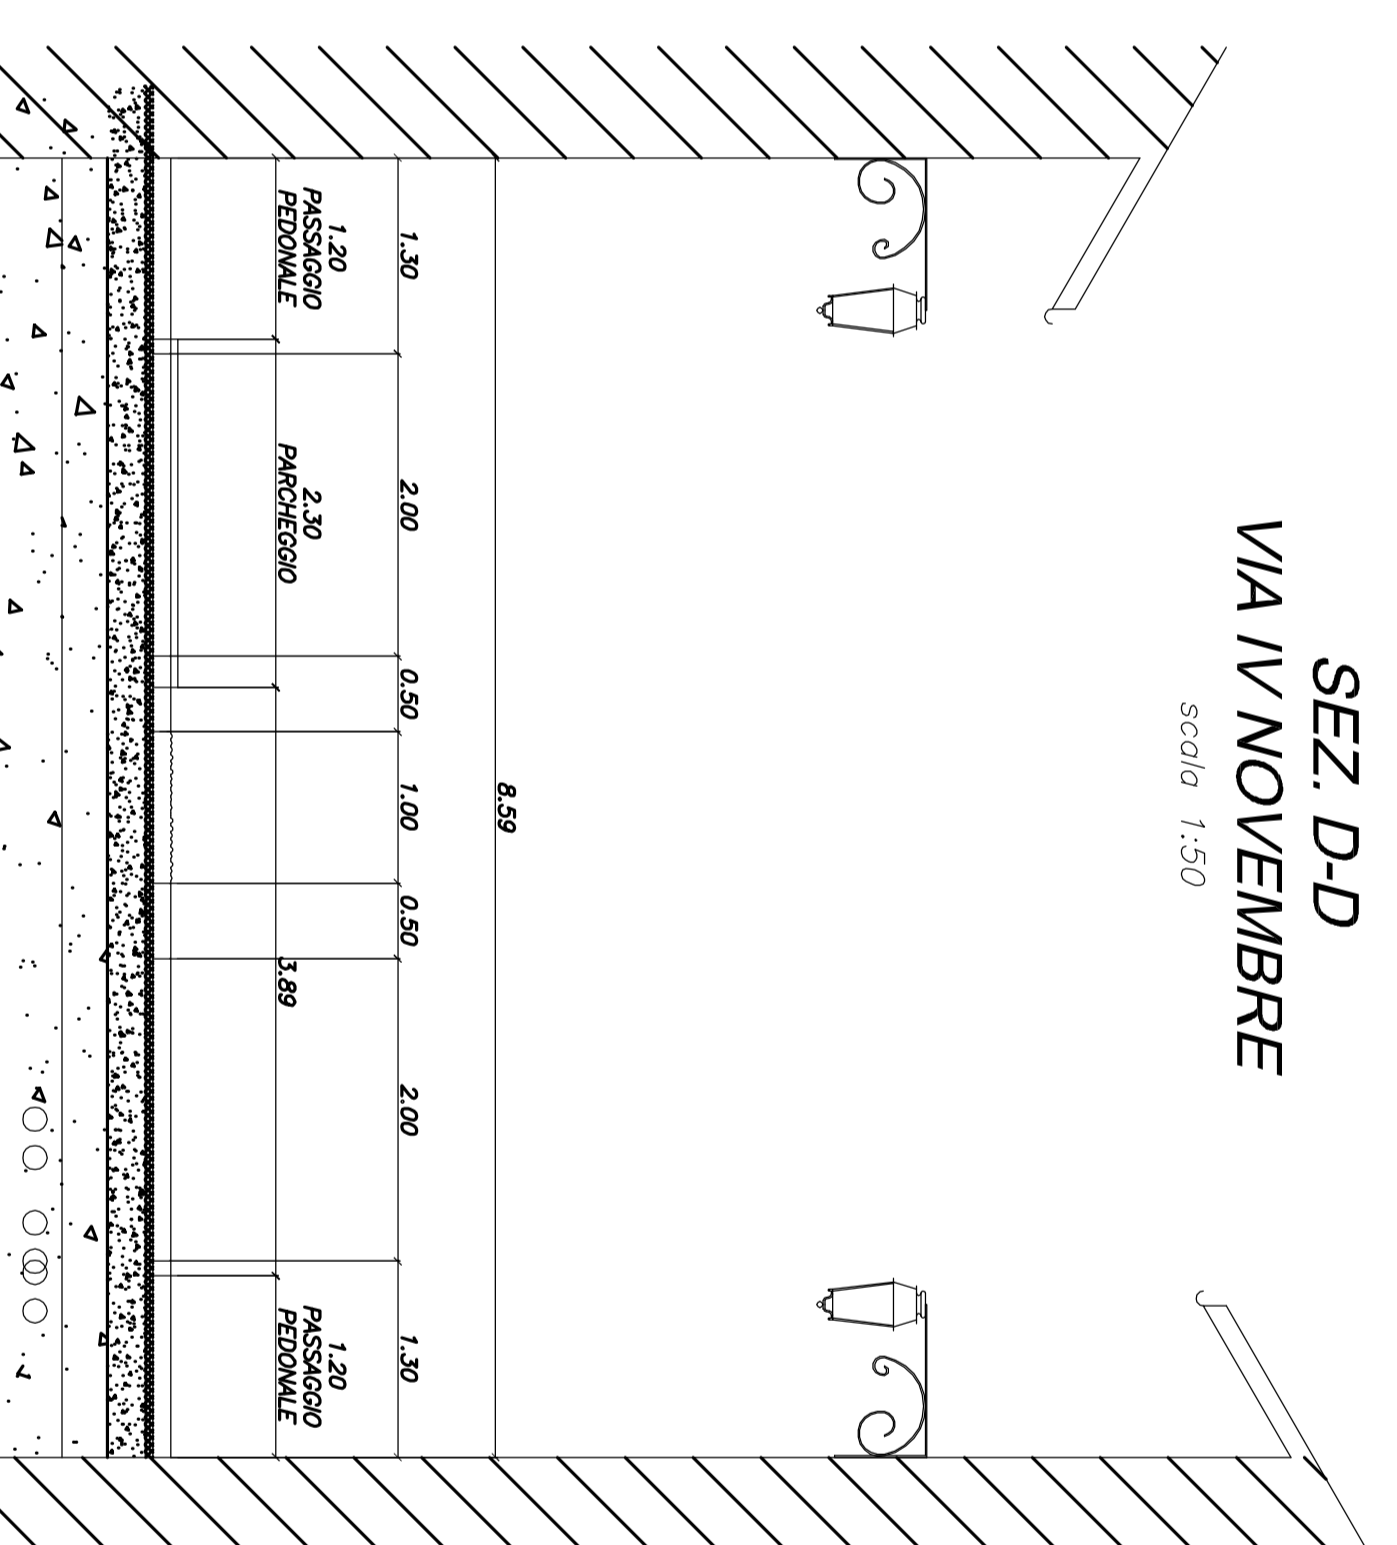 SEZ. D-D
VIA IV NOVEMBRE
scala 1:50
8.59
1.30
2.00
0.50
1.00
0.50
2.00
1.30
1.20
PASSAGGIO
PEDONALE
2.30
PARCHEGGIO
3.89
1.20
PASSAGGIO
PEDONALE